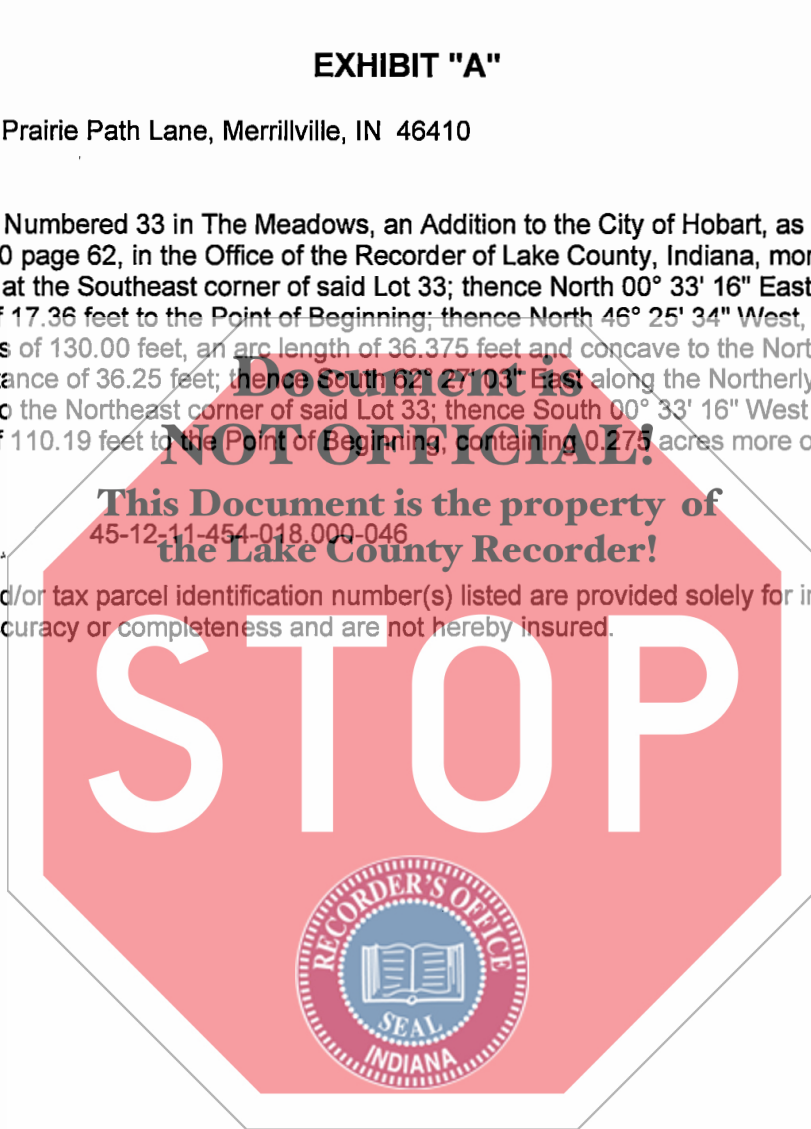 EXHIBIT "A"
Prairie Path Lane, Merrillville, IN 46410
Numbered 33 in The Meadows, an Addition to the City of Hobart, as
0 page 62, in the Office of the Recorder of Lake County, Indiana, mor
at the Southeast corner of said Lot 33; thence North 00° 33' 16" East
f 17.36 feet to the Point of Beginning; thence North 46° 25' 34" West,
s of 130.00 feet, an arc length of 36.375 feet and concave to the Nort
Document is
ance of 36.25 feet; thence South 62° 27' 03" East along the Northerly
o the Northeast corner of said Lot 33; thence South 00° 33' 16" West
NOT OFFICIAL!
f 110.19 feet to the Point of Beginning, containing 0.275 acres more o
This Document is the property of
45-12-11-454-018.000-046
the Lake County Recorder!
d/or tax parcel identification number(s) listed are provided solely for in
curacy or completeness and are not hereby insured.
STOP
RECORDER'S OFFICE
SEAL
INDIANA